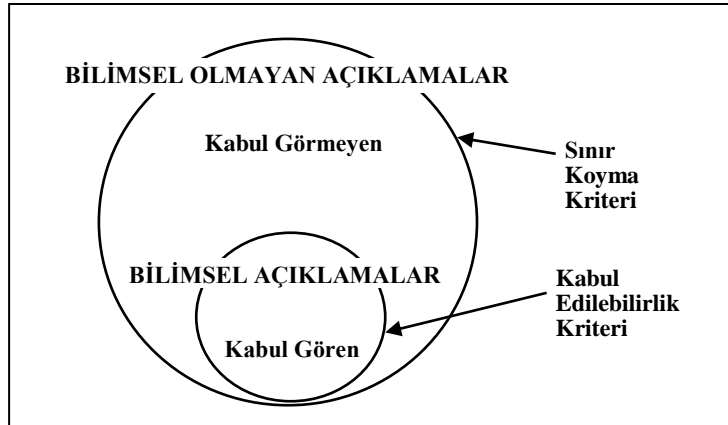 BİLİMSEL OLMAYAN AÇIKLAMALAR
Kabul Görmeyen
Sınır
Koyma
Kriteri
BİLİMSEL AÇIKLAMALAR
Kabul Gören
Kabul
Edilebilirlik
Kriteri